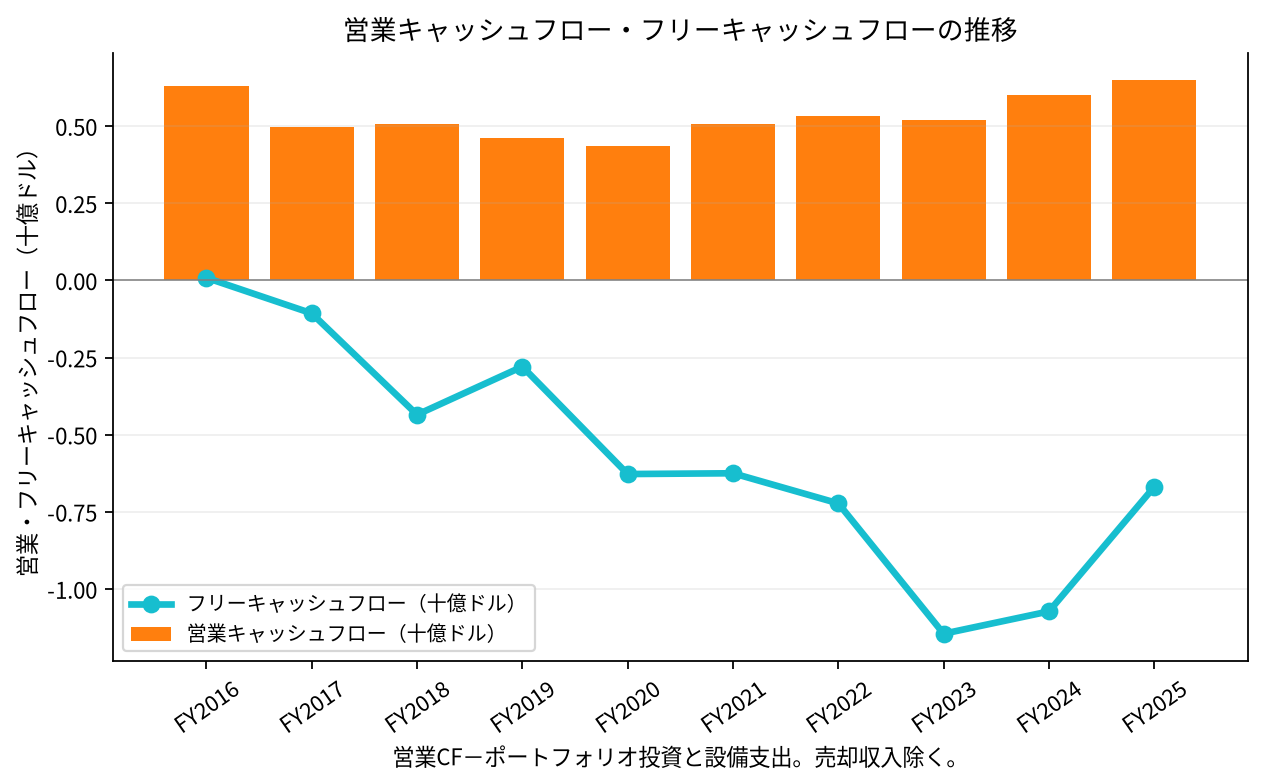 営業キャッシュフロー・フリーキャッシュフローの推移
営業・フリーキャッシュフロー（十億ドル）
0.50
0.25
0.00
-0.25
-0.50
-0.75
-1.00
フリーキャッシュフロー（十億ドル）
営業キャッシュフロー（十億ドル）
FY2016
FY2017
FY2018
FY2019
FY2020
FY2021
FY2022
FY2023
FY2024
FY2025
営業CF−ポートフォリオ投資と設備支出。売却収入除く。